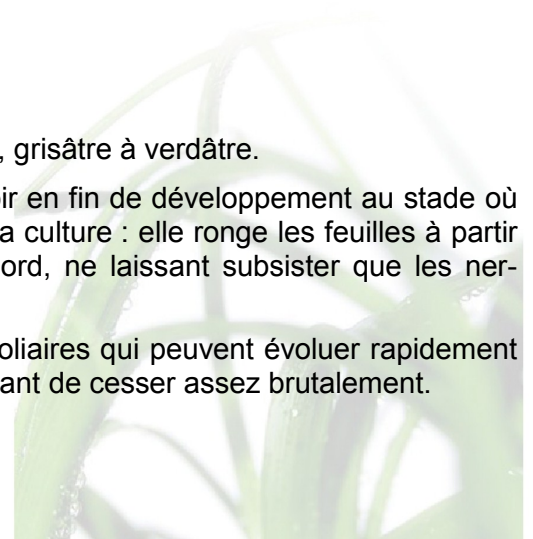 , grisâtre à verdâtre.
ir en fin de développement au stade où
a culture : elle ronge les feuilles à partir
ord, ne laissant subsister que les ner-
oliaires qui peuvent évoluer rapidement
ant de cesser assez brutalement.